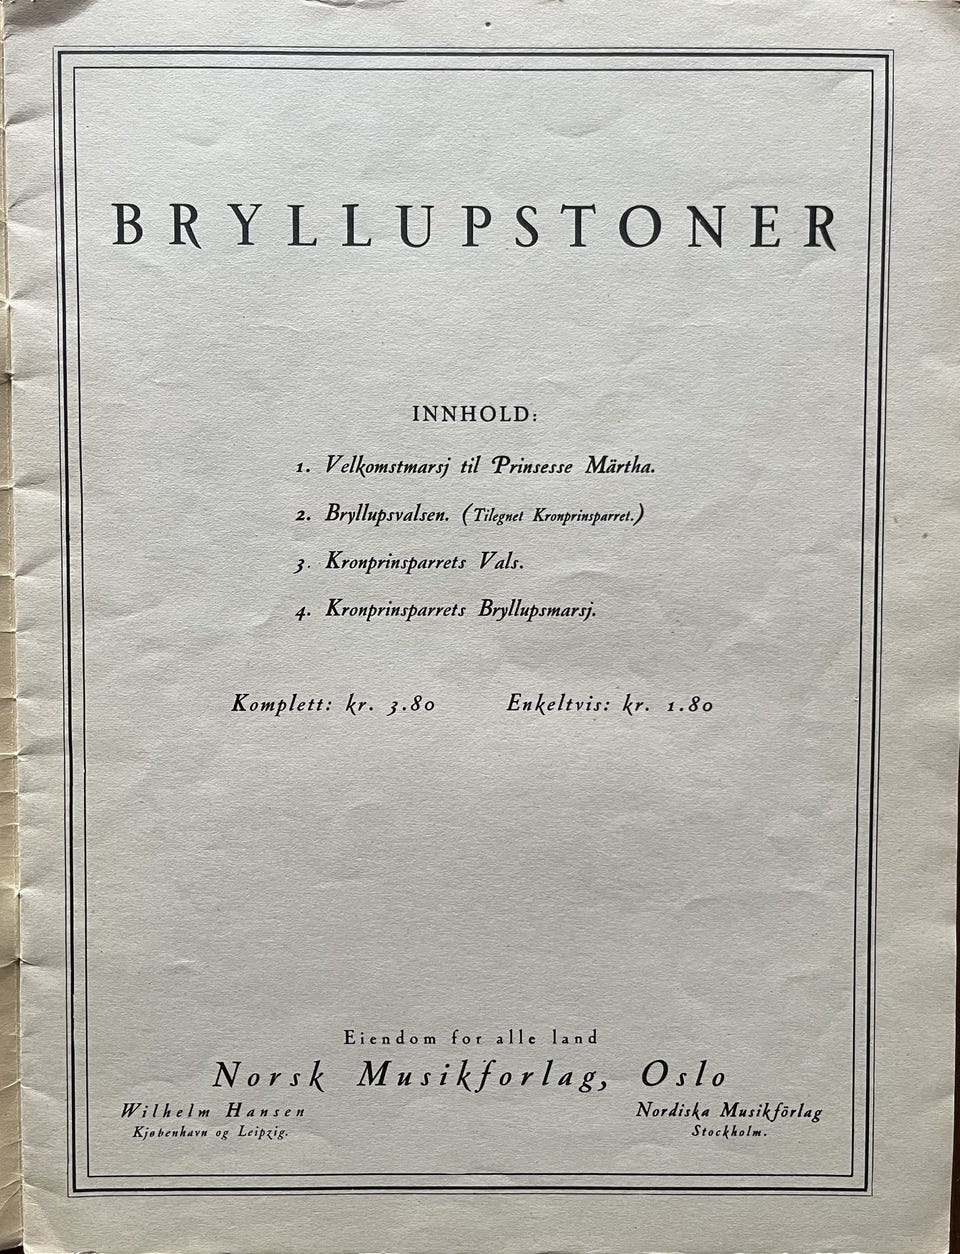 BRYLLUPSTONER
INNHOLD:
1. Velkomstmarsj til Prinsesse Märtha.
2. Bryllupsvalsen. (Tilegnet Kronprinsparret.)
3. Kronprinsparrets Vals.
4. Kronprinsparrets Bryllupsmarsj.
Komplett: kr. 3.80 Enkeltvis: kr. 1.80
Eiendom for alle land
Norsk Musikforlag, Oslo
Wilhelm Hansen
Kjøbenhavn og Leipzig.
Nordiska Musikförlag
Stockholm.